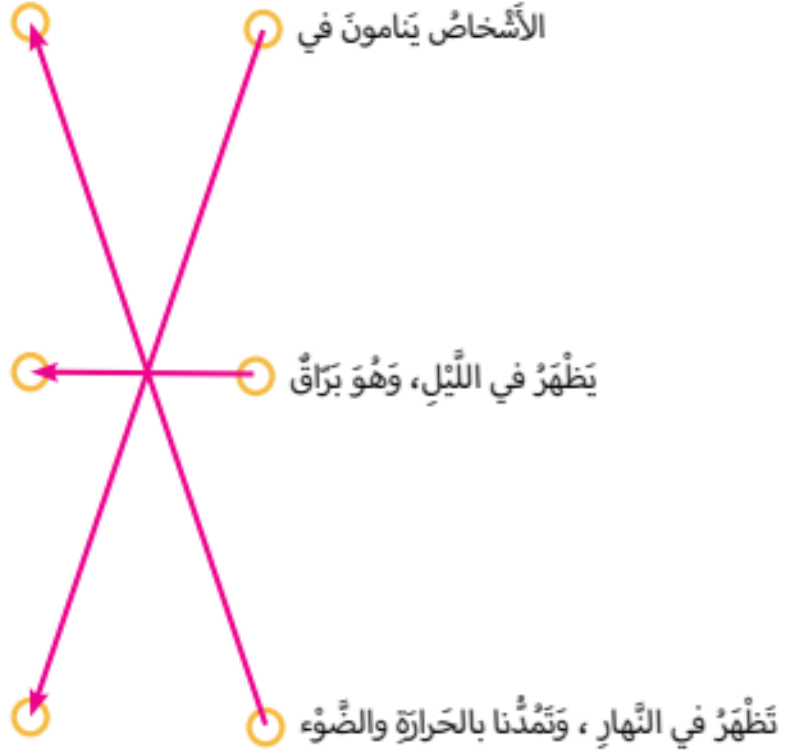 الأَشْخاصُ يَنامونَ في
يَظْهَرُ في اللَّيْلِ، وَهُوَ بَرّاقٌ
تَظْهَرُ في النَّهارِ ، وَتَمُدُّنا بالحَرارَةِ والضَّوْء